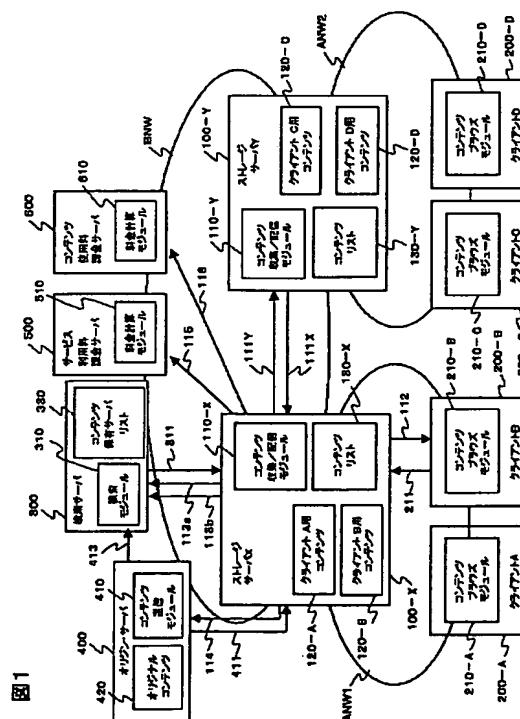 図1
400
オリジンサーバ
420
オリジナル
コンテンツ
410
コンテンツ
送信
モジュール
413
300
検索サーバ
310
検索
モジュール
380
コンテンツ
保有サーバ
リスト
500
サービス
利用料
課金サーバ
510
料金計算
モジュール
600
コンテンツ
使用料
課金サーバ
610
料金計算
モジュール
BNW
114
411
113a
113b
311
115
116
ストレージ
サーバX
110-X
コンテンツ
収集/配信
モジュール
クライアントA用
コンテンツ
120-A
クライアントB用
コンテンツ
120-B
コンテンツ
リスト
130-X
100-X
111Y
111X
100-Y
ストレージ
サーバY
110-Y
コンテンツ
収集/配信
モジュール
クライアントC用
コンテンツ
120-C
クライアントD用
コンテンツ
120-D
コンテンツ
リスト
130-Y
ANW1
ANW2
211
112
210-A
200-A
コンテンツ
ブラウズ
モジュール
クライアントA
210-B
200-B
コンテンツ
ブラウズ
モジュール
クライアントB
210-C
コンテンツ
ブラウズ
モジュール
クライアントC
210-D
200-D
コンテンツ
ブラウズ
モジュール
クライアントD